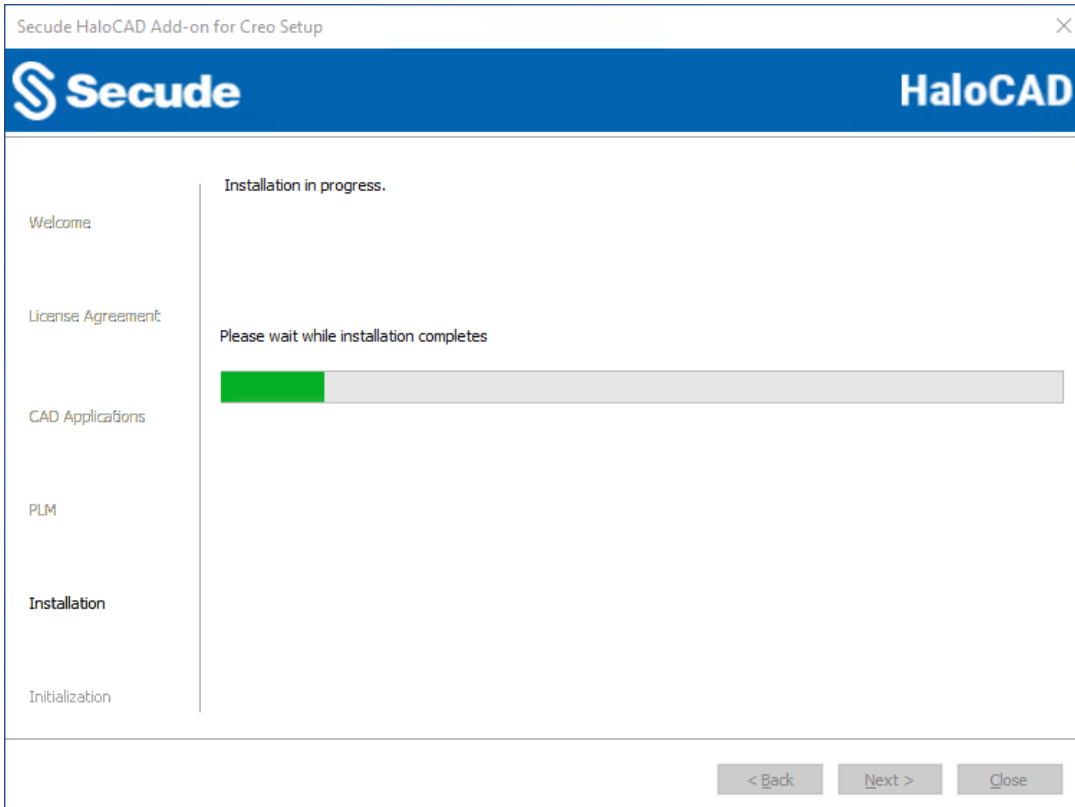 Secude HaloCAD Add-on for Creo Setup
Secude
HaloCAD
Welcome
License Agreement
CAD Applications
PLM
Installation
Initialization
Installation in progress.
Please wait while installation completes
< Back
Next >
Close